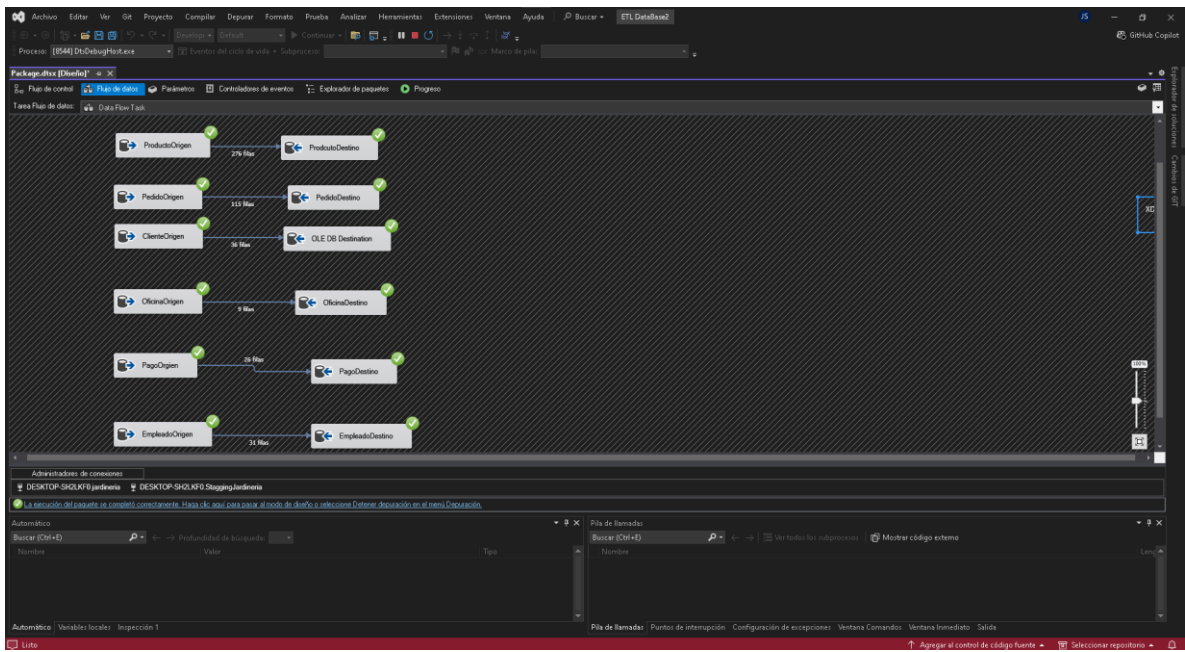 Archivo Editar Ver Git Proyecto Compilar Depurar Formato Prueba Analizar Herramientas Extensiones Ventana Ayuda Buscar ETL DataBase2 JS
Develop Default Continuar GitHub Copilot
Proceso: [8544] DtsDebugHost.exe Eventos del ciclo de vida Subproceso: Marco de pila:
Package.dtsx [Diseño]*
Flujo de control Flujo de datos Parámetros Controladores de eventos Explorador de paquetes Progreso
Tarea Flujo de datos: Data Flow Task
Explorador de soluciones
Cambios de GIT
ProductoOrigen 276 filas ProdcutoDestino
PedidoOrigen 115 filas PedidoDestino
XD
ClienteOrigen 36 filas OLE DB Destination
OficinaOrigen 9 filas OficinaDestino
PagoOrgien 26 filas PagoDestino
100%
EmpleadoOrigen 31 filas EmpleadoDestino
Administradores de conexiones
DESKTOP-SH2LKF0.jardineria DESKTOP-SH2LKF0.StaggingJardineria
La ejecución del paquete se completó correctamente. Haga clic aquí para pasar al modo de diseño o seleccione Detener depuración en el menú Depuración.
Automático Pila de llamadas
Buscar (Ctrl+E) Profundidad de búsqueda: Buscar (Ctrl+E) Ver todos los subprocesos Mostrar código externo
Nombre Valor Tipo Nombre Leng
Automático Variables locales Inspección 1 Pila de llamadas Puntos de interrupción Configuración de excepciones Ventana Comandos Ventana Inmediato Salida
Listo Agregar al control de código fuente Seleccionar repositorio